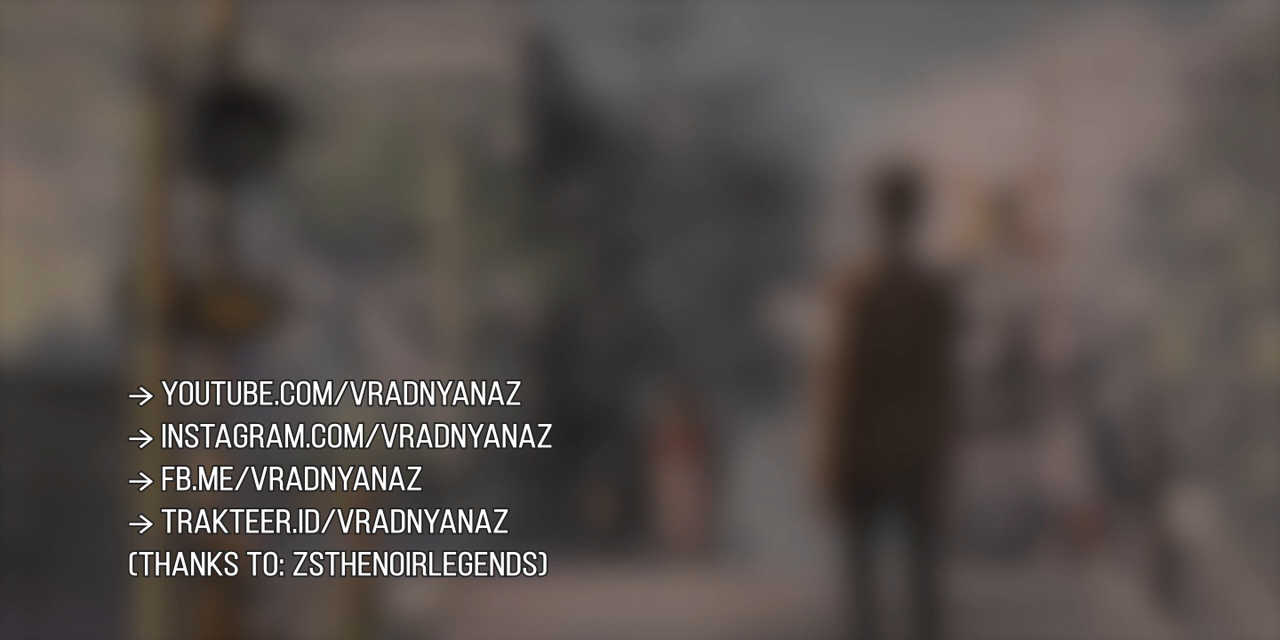 → YOUTUBE.COM/VRADNYANAZ
→ INSTAGRAM.COM/VRADNYANAZ
→ FB.ME/VRADNYANAZ
→ TRAKTEER.ID/VRADNYANAZ
(THANKS TO: ZSTHENOIRLEGENDS)